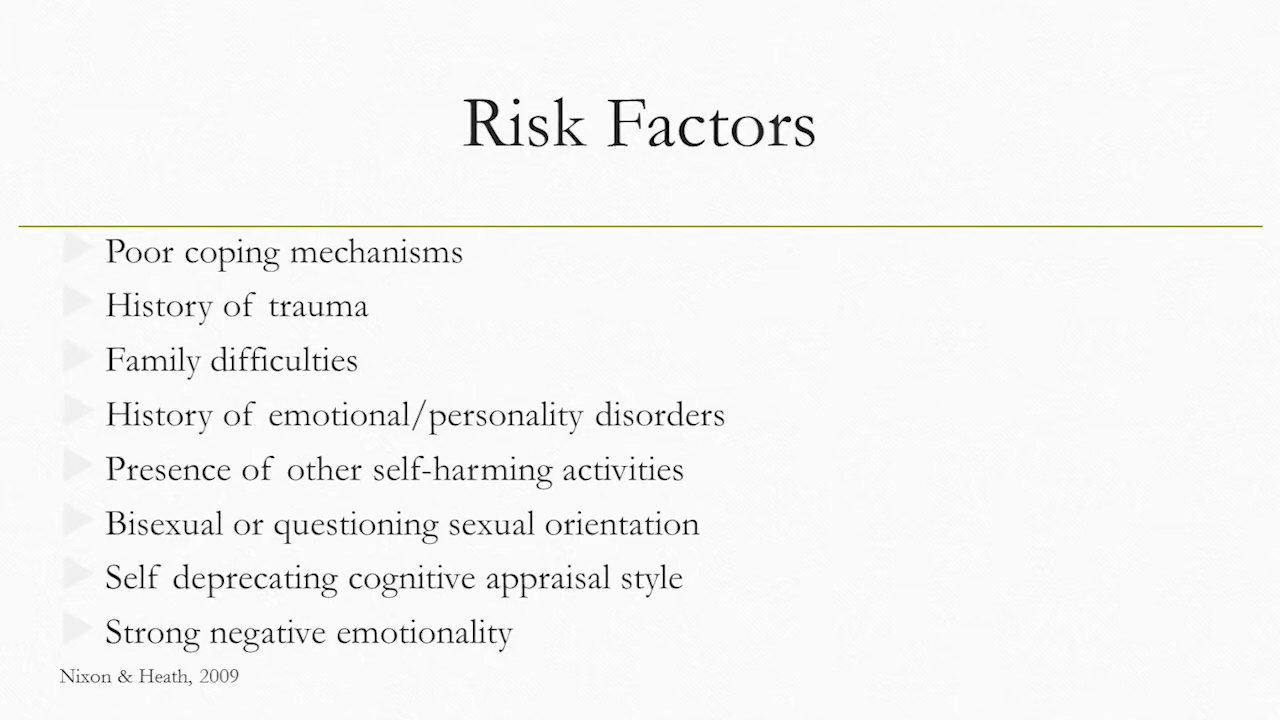 Risk Factors
Poor coping mechanisms
History of trauma
Family difficulties
History of emotional/personality disorders
Presence of other self-harming activities
Bisexual or questioning sexual orientation
Self deprecating cognitive appraisal style
Strong negative emotionality
Nixon & Heath, 2009